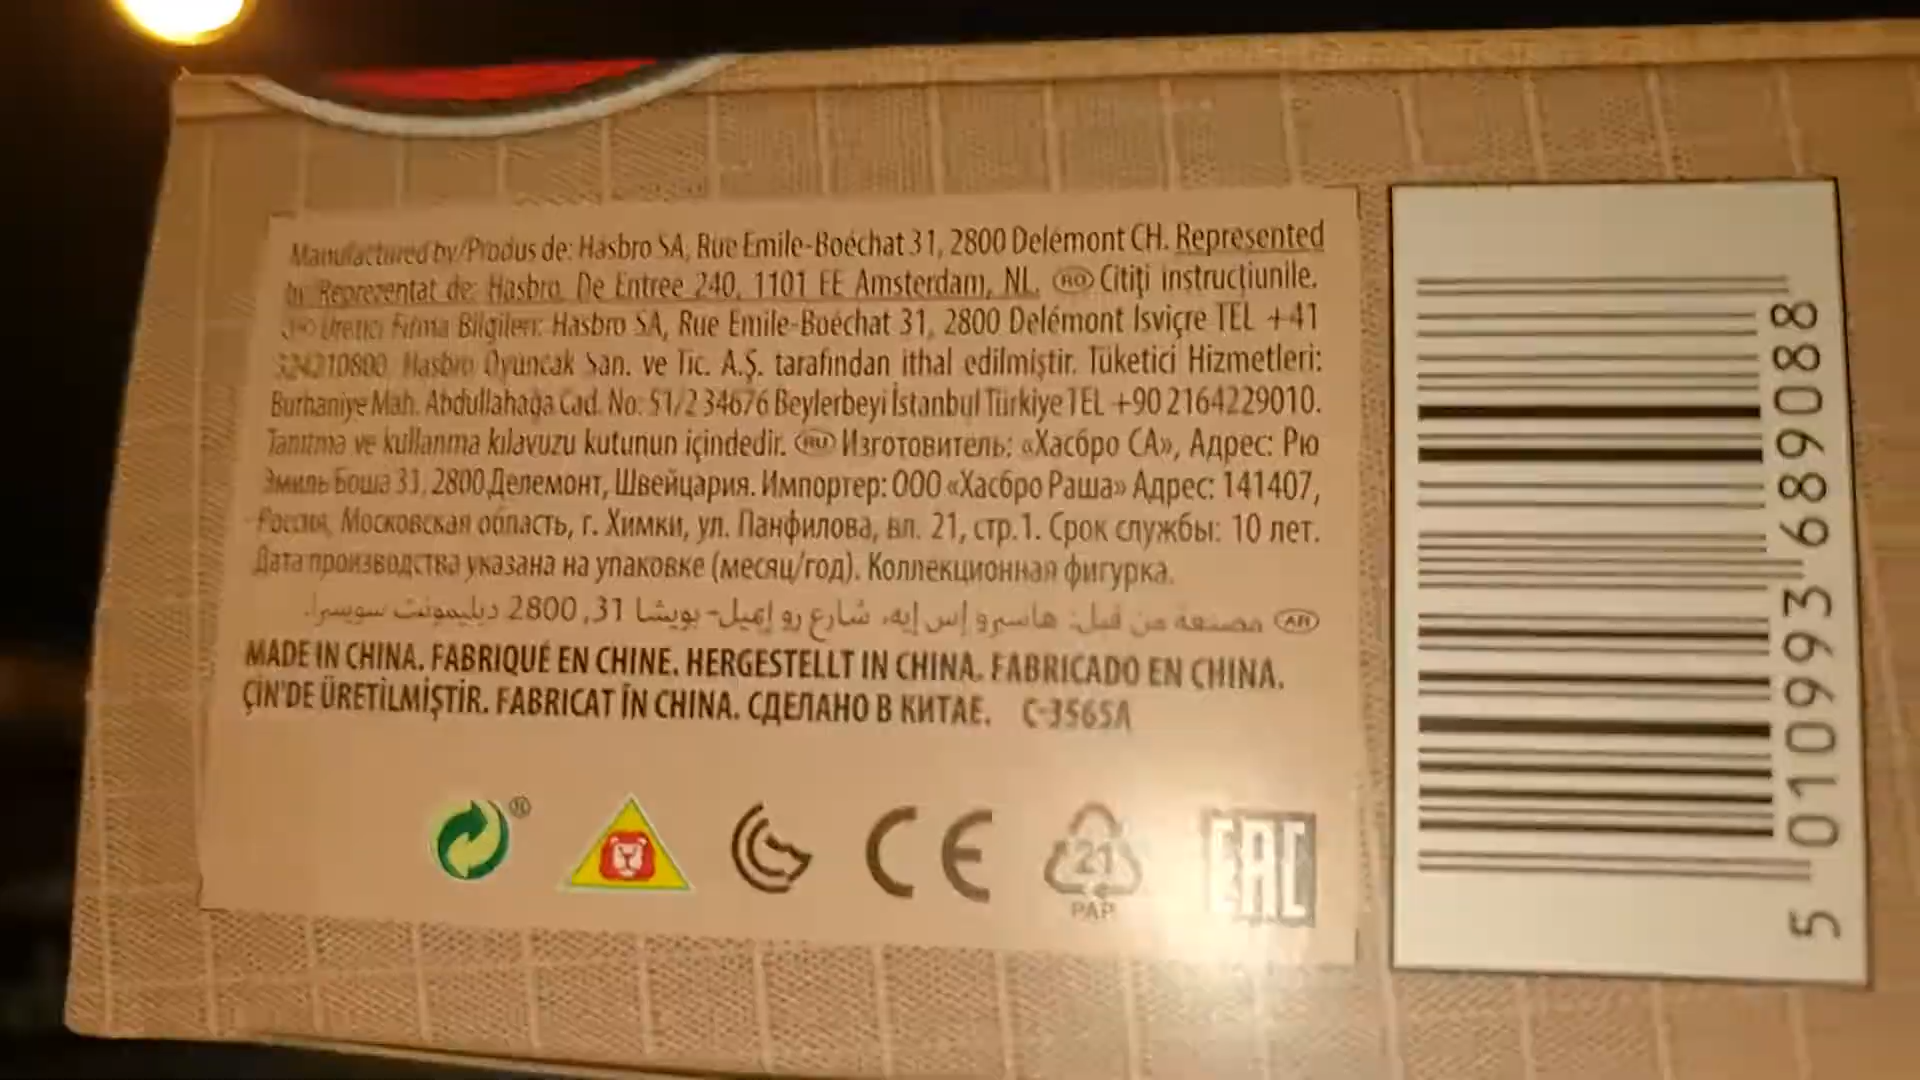 Manufactured by/Produs de: Hasbro SA, Rue Emile-Boéchat 31, 2800 Delémont CH. Represented
by/Reprezentat de: Hasbro, De Entree 240, 1101 EE Amsterdam, NL. RO Citiți instrucțiunile.
Üretici Firma Bilgileri: Hasbro SA, Rue Emile-Boéchat 31, 2800 Delémont Isviçre TEL +41
324210800. Hasbro Oyuncak San. ve Tic. A.Ş. tarafından ithal edilmiştir. Tüketici Hizmetleri:
Burhaniye Mah. Abdullahağa Cad. No: 51/2 34676 Beylerbeyi İstanbul Türkiye TEL +90 2164229010.
Tanıtma ve kullanma kılavuzu kutunun içindedir. RU Изготовитель: «Хасбро СА», Адрес: Рю
Эмиль Боша 31, 2800 Делемонт, Швейцария. Импортер: ООО «Хасбро Раша» Адрес: 141407,
Россия, Московская область, г. Химки, ул. Панфилова, вл. 21, стр.1. Срок службы: 10 лет.
Дата производства указана на упаковке (месяц/год). Коллекционная фигурка.
AR مصنعة من قبل: هاسبرو إس إيه، شارع رو إميل-بويشا 31, 2800 ديليمونت سويسرا.
MADE IN CHINA. FABRIQUÉ EN CHINE. HERGESTELLT IN CHINA. FABRICADO EN CHINA.
ÇİN'DE ÜRETİLMİŞTİR. FABRICAT ÎN CHINA. СДЕЛАНО В КИТАЕ. C-3565A
®
CE
21
PAP
EAC
5 010993 689088